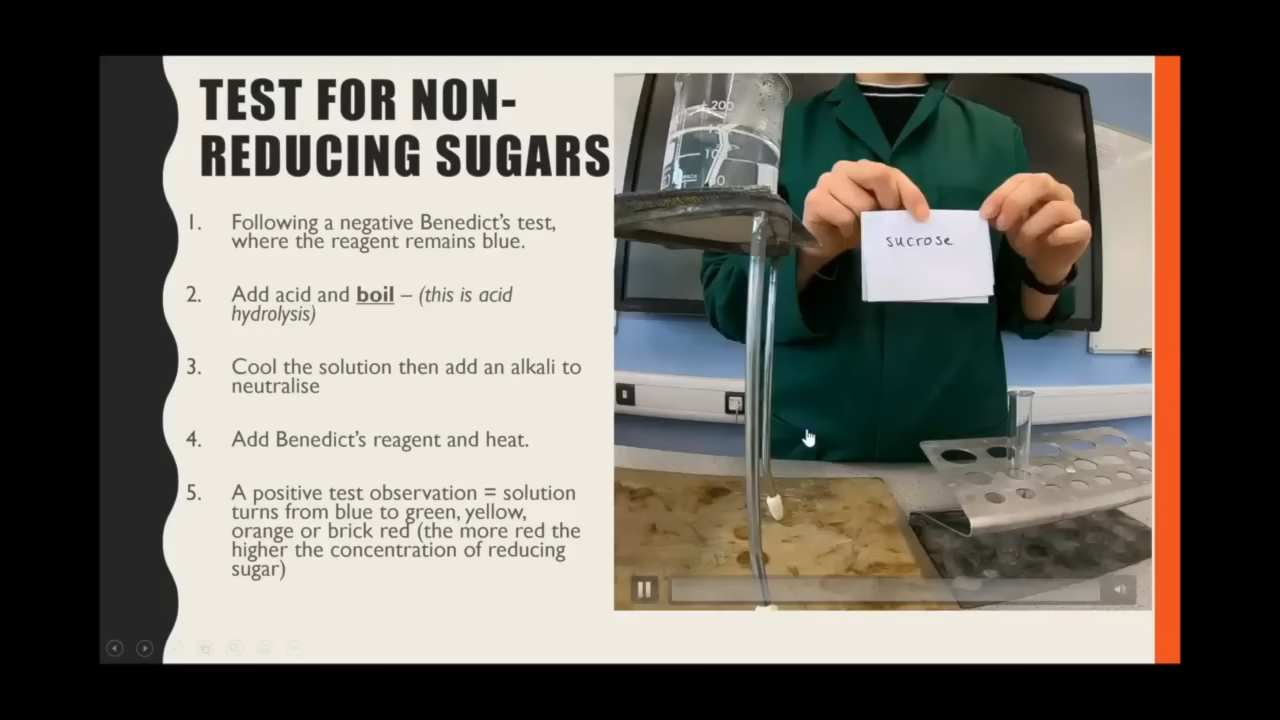 TEST FOR NON-
REDUCING SUGARS
1. Following a negative Benedict's test,
where the reagent remains blue.
2. Add acid and boil – (this is acid
hydrolysis)
3. Cool the solution then add an alkali to
neutralise
4. Add Benedict's reagent and heat.
5. A positive test observation = solution
turns from blue to green, yellow,
orange or brick red (the more red the
higher the concentration of reducing
sugar)
200
sucrose